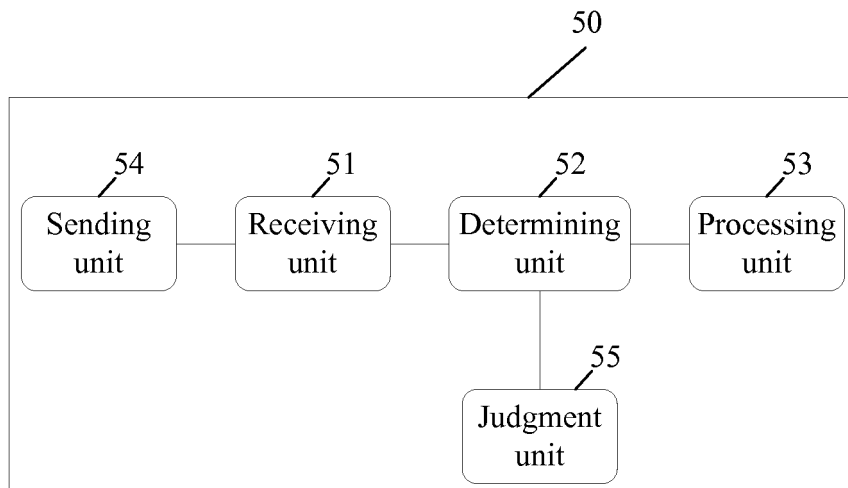 50
54
51
52
53
Sending
unit
Receiving
unit
Determining
unit
Processing
unit
55
Judgment
unit